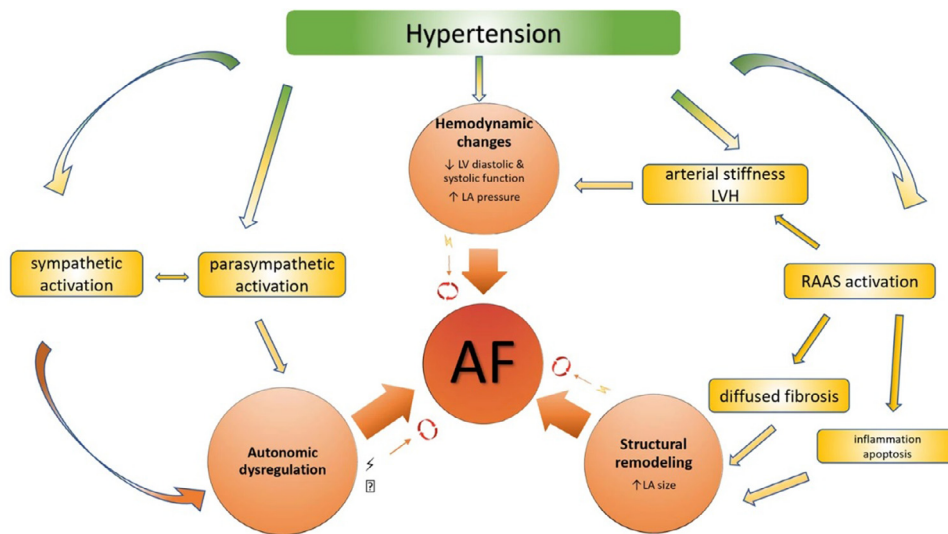 Hypertension
Hemodynamic
changes
↓ LV diastolic &
systolic function
↑ LA pressure
arterial stiffness
LVH
sympathetic
activation
parasympathetic
activation
RAAS activation
AF
diffused fibrosis
inflammation
apoptosis
Autonomic
dysregulation
Structural
remodeling
↑ LA size